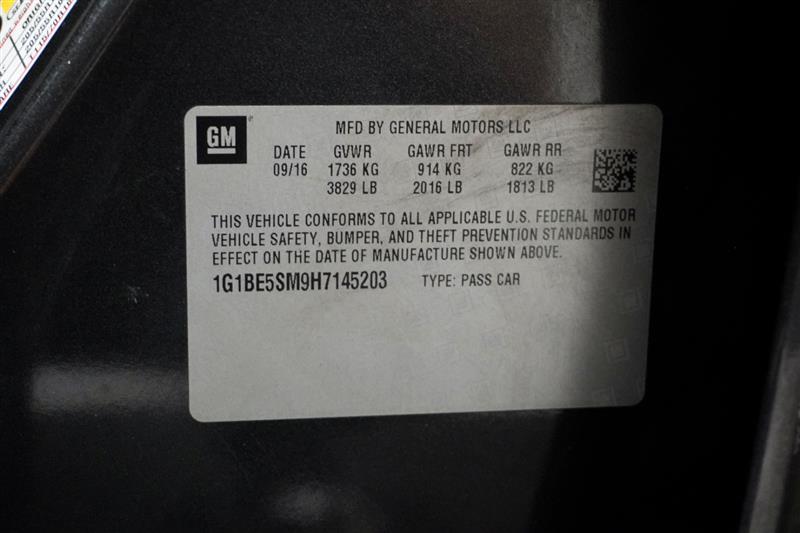 GM
MFD BY GENERAL MOTORS LLC
DATE GVWR GAWR FRT GAWR RR
09/16 1736 KG 914 KG 822 KG
3829 LB 2016 LB 1813 LB
THIS VEHICLE CONFORMS TO ALL APPLICABLE U.S. FEDERAL MOTOR
VEHICLE SAFETY, BUMPER, AND THEFT PREVENTION STANDARDS IN
EFFECT ON THE DATE OF MANUFACTURE SHOWN ABOVE.
1G1BE5SM9H7145203 TYPE: PASS CAR